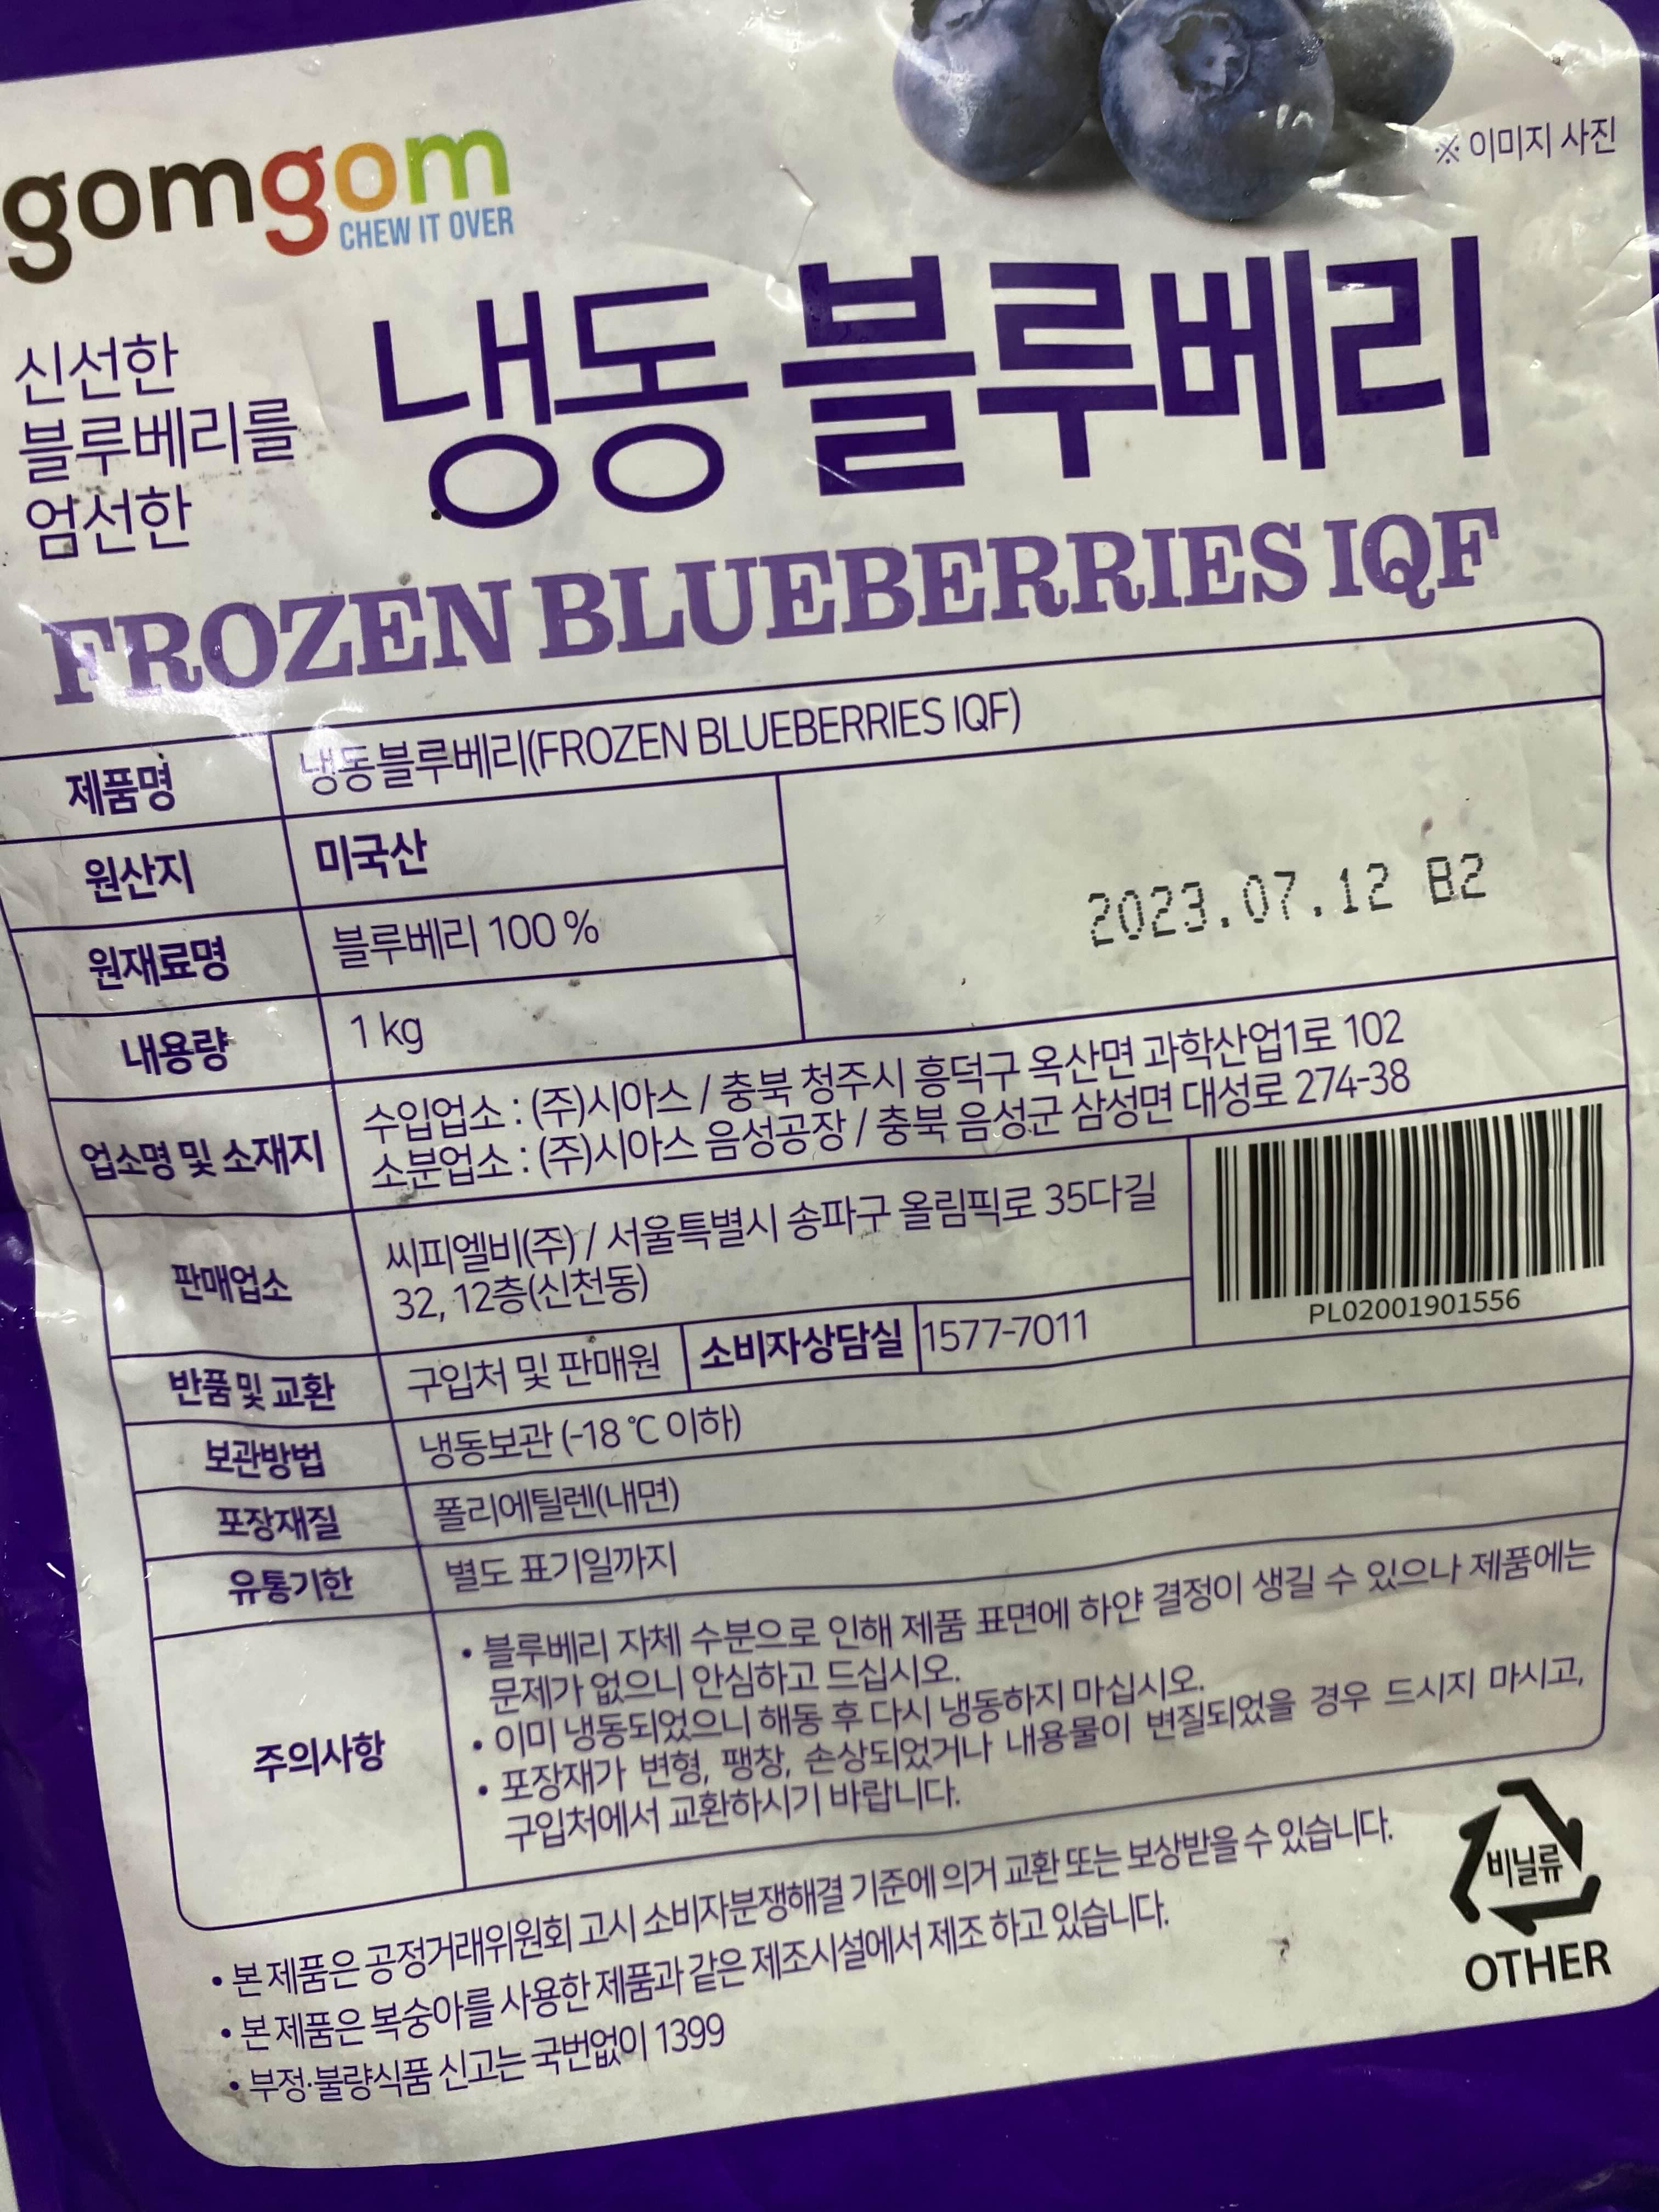 ※ 이미지 사진
gomgom
CHEW IT OVER
신선한
블루베리를
엄선한
냉동 블루베리
FROZEN BLUEBERRIES IQF
제품명 냉동블루베리(FROZEN BLUEBERRIES IQF)
원산지 미국산
2023.07.12 B2
원재료명 블루베리 100 %
내용량 1 kg
업소명 및 소재지 수입업소 : (주)시아스 / 충북 청주시 흥덕구 옥산면 과학산업1로 102
소분업소 : (주)시아스 음성공장 / 충북 음성군 삼성면 대성로 274-38
판매업소 씨피엘비(주) / 서울특별시 송파구 올림픽로 35다길
32, 12층(신천동)
PL02001901556
반품 및 교환 구입처 및 판매원 소비자상담실 1577-7011
보관방법 냉동보관 (-18 ℃ 이하)
포장재질 폴리에틸렌(내면)
유통기한 별도 표기일까지
주의사항
• 블루베리 자체 수분으로 인해 제품 표면에 하얀 결정이 생길 수 있으나 제품에는
문제가 없으니 안심하고 드십시오.
• 이미 냉동되었으니 해동 후 다시 냉동하지 마십시오.
• 포장재가 변형, 팽창, 손상되었거나 내용물이 변질되었을 경우 드시지 마시고,
구입처에서 교환하시기 바랍니다.
• 본 제품은 공정거래위원회 고시 소비자분쟁해결 기준에 의거 교환 또는 보상받을 수 있습니다.
• 본 제품은 복숭아를 사용한 제품과 같은 제조시설에서 제조 하고 있습니다.
• 부정·불량식품 신고는 국번없이 1399
비닐류
OTHER